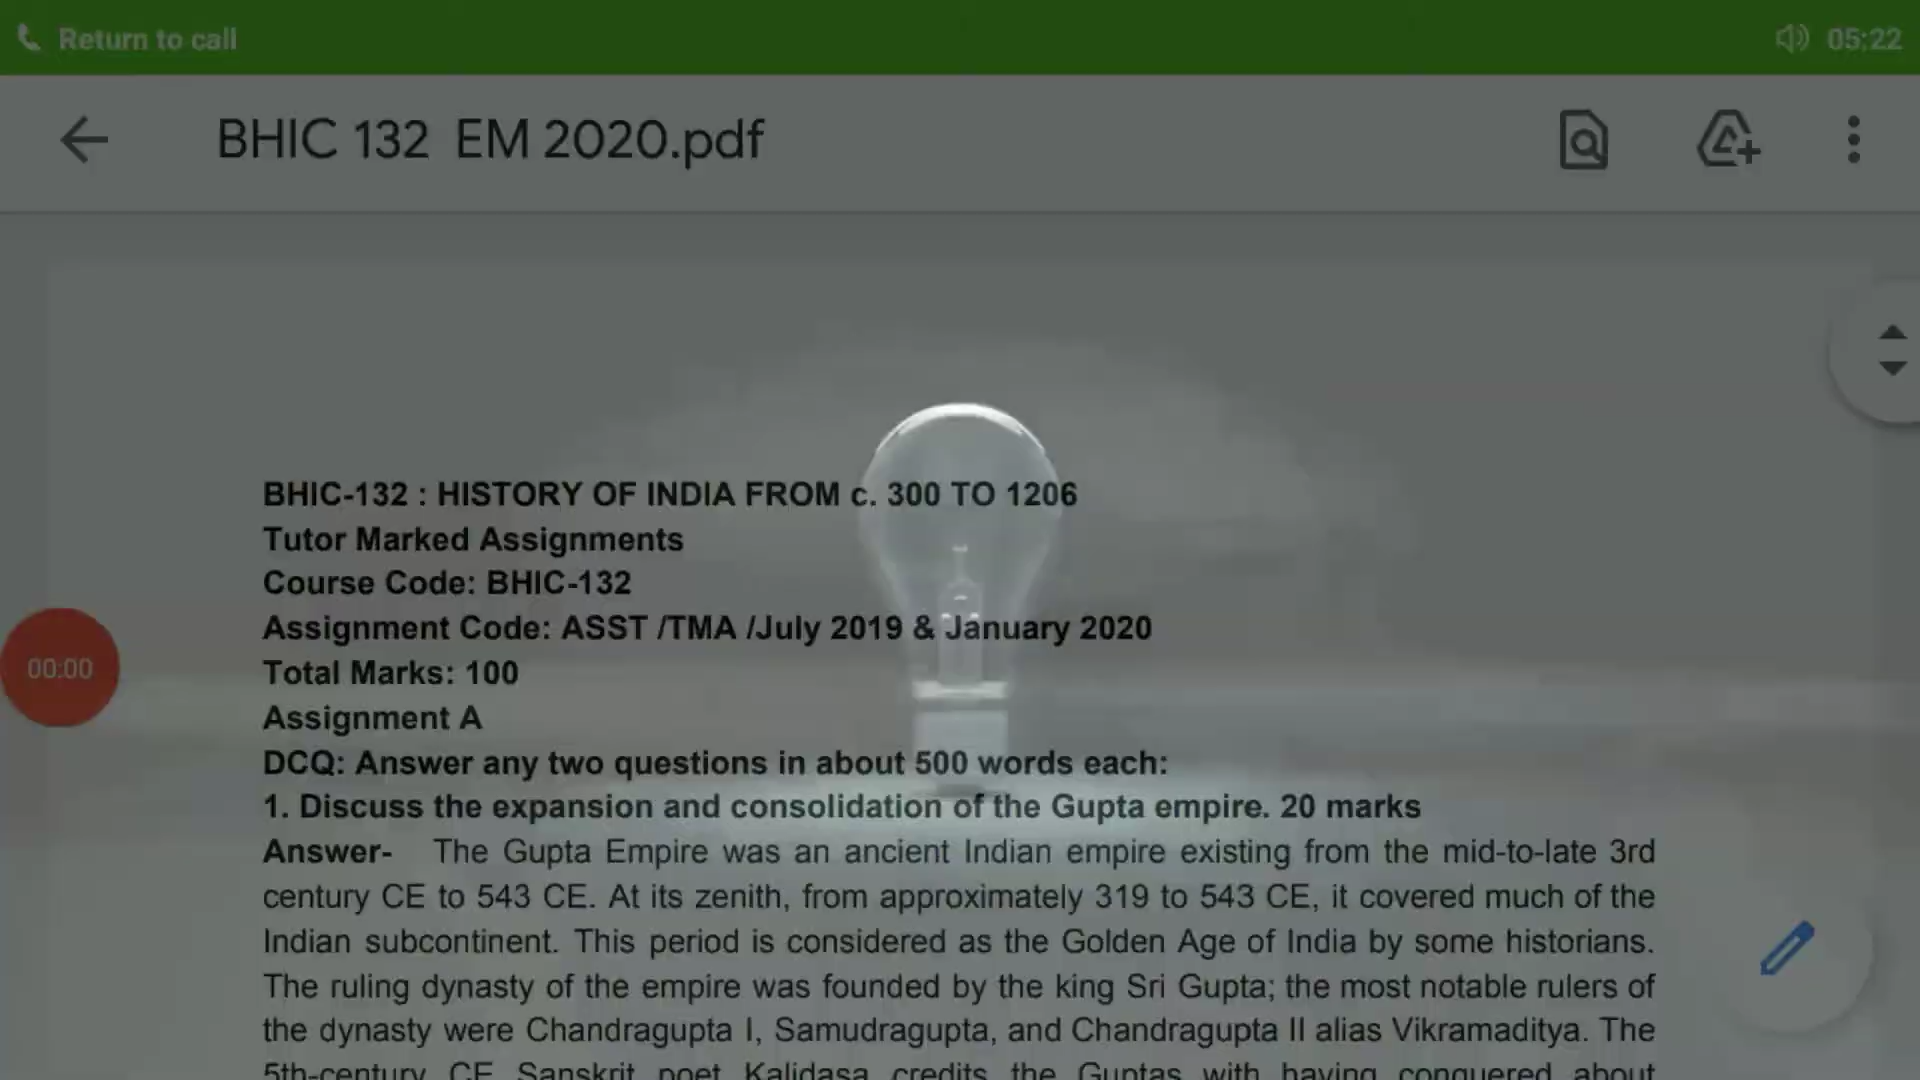 Return to call
05:22
BHIC 132 EM 2020.pdf
BHIC-132 : HISTORY OF INDIA FROM c. 300 TO 1206
Tutor Marked Assignments
Course Code: BHIC-132
Assignment Code: ASST /TMA /July 2019 & January 2020
00:00
Total Marks: 100
Assignment A
DCQ: Answer any two questions in about 500 words each:
1. Discuss the expansion and consolidation of the Gupta empire. 20 marks
Answer- The Gupta Empire was an ancient Indian empire existing from the mid-to-late 3rd
century CE to 543 CE. At its zenith, from approximately 319 to 543 CE, it covered much of the
Indian subcontinent. This period is considered as the Golden Age of India by some historians.
The ruling dynasty of the empire was founded by the king Sri Gupta; the most notable rulers of
the dynasty were Chandragupta I, Samudragupta, and Chandragupta II alias Vikramaditya. The
5th-century CE Sanskrit poet Kalidasa credits the Guptas with having conquered about